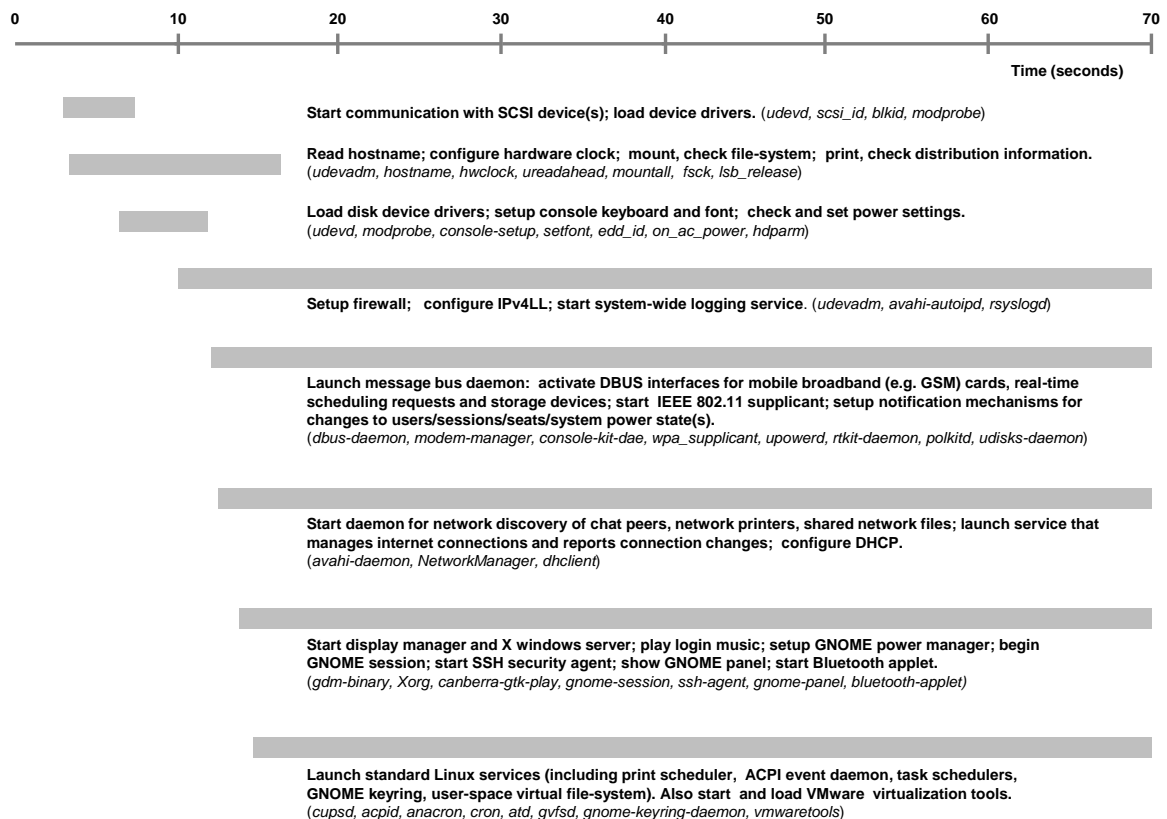 0 10 20 30 40 50 60 70
Time (seconds)
Start communication with SCSI device(s); load device drivers. (udevd, scsi_id, blkid, modprobe)
Read hostname; configure hardware clock; mount, check file-system; print, check distribution information.
(udevadm, hostname, hwclock, ureadahead, mountall, fsck, lsb_release)
Load disk device drivers; setup console keyboard and font; check and set power settings.
(udevd, modprobe, console-setup, setfont, edd_id, on_ac_power, hdparm)
Setup firewall; configure IPv4LL; start system-wide logging service. (udevadm, avahi-autoipd, rsyslogd)
Launch message bus daemon: activate DBUS interfaces for mobile broadband (e.g. GSM) cards, real-time
scheduling requests and storage devices; start IEEE 802.11 supplicant; setup notification mechanisms for
changes to users/sessions/seats/system power state(s).
(dbus-daemon, modem-manager, console-kit-dae, wpa_supplicant, upowerd, rtkit-daemon, polkitd, udisks-daemon)
Start daemon for network discovery of chat peers, network printers, shared network files; launch service that
manages internet connections and reports connection changes; configure DHCP.
(avahi-daemon, NetworkManager, dhclient)
Start display manager and X windows server; play login music; setup GNOME power manager; begin
GNOME session; start SSH security agent; show GNOME panel; start Bluetooth applet.
(gdm-binary, Xorg, canberra-gtk-play, gnome-session, ssh-agent, gnome-panel, bluetooth-applet)
Launch standard Linux services (including print scheduler, ACPI event daemon, task schedulers,
GNOME keyring, user-space virtual file-system). Also start and load VMware virtualization tools.
(cupsd, acpid, anacron, cron, atd, gvfsd, gnome-keyring-daemon, vmwaretools)